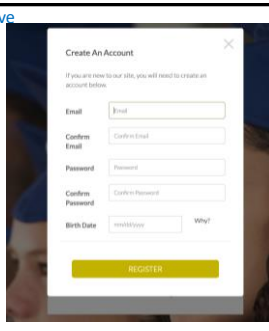 ve
Create An Account
If you are new to our site, you will need to create an
account below.
Email
Email
Confirm Email
Confirm Email
Password
Password
Confirm Password
Confirm Password
Birth Date
mm/dd/yyyy
Why?
REGISTER